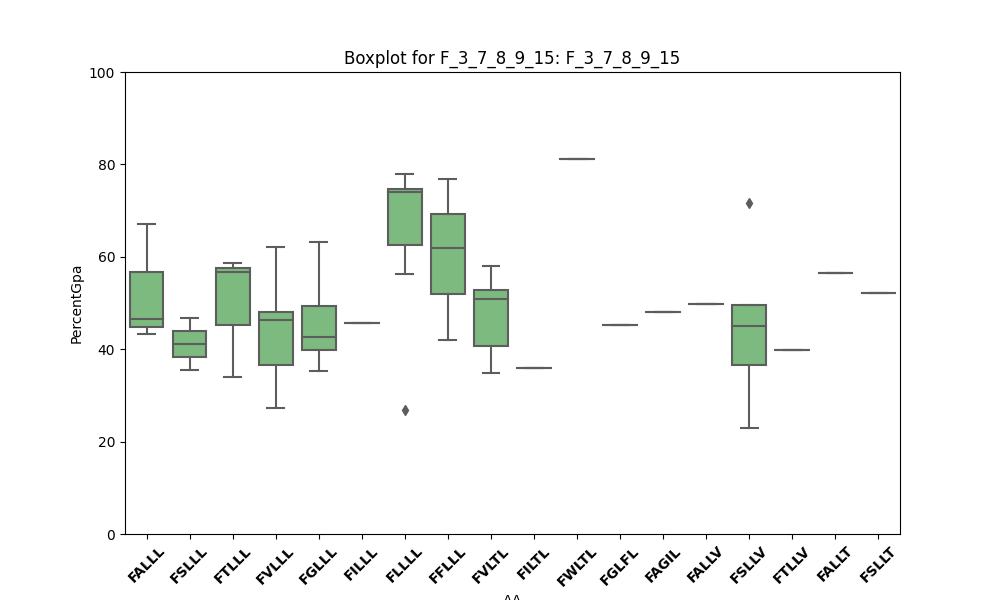 Boxplot for F_3_7_8_9_15: F_3_7_8_9_15
PercentGpa
100
80
60
40
20
0
FALLL
FSLLL
FTLLL
FVLLL
FGLLL
FILLL
FLLLL
FFLLL
FVLTL
FILTL
FWLTL
FGLFL
FAGIL
FALLV
FSLLV
FTLLV
FALLT
FSLLT
AA